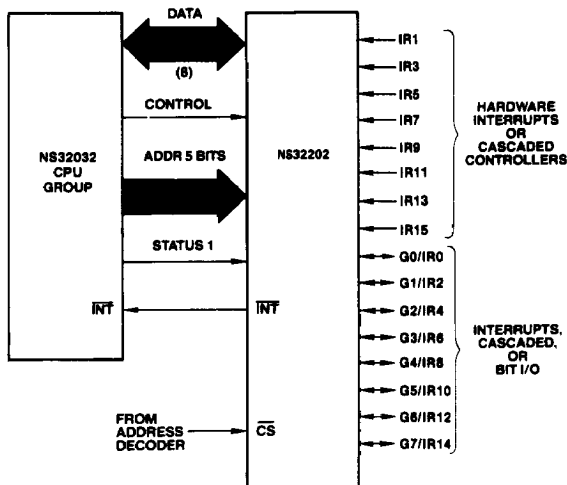 DATA
(8)
CONTROL
NS32032
CPU
GROUP
ADDR 5 BITS
NS32202
STATUS 1
INT
INT
FROM
ADDRESS
DECODER
CS
IR1
IR3
IR5
IR7
IR9
IR11
IR13
IR15
HARDWARE
INTERRUPTS
OR
CASCADED
CONTROLLERS
G0/IR0
G1/IR2
G2/IR4
G3/IR6
G4/IR8
G5/IR10
G6/IR12
G7/IR14
INTERRUPTS,
CASCADED,
OR
BIT I/O